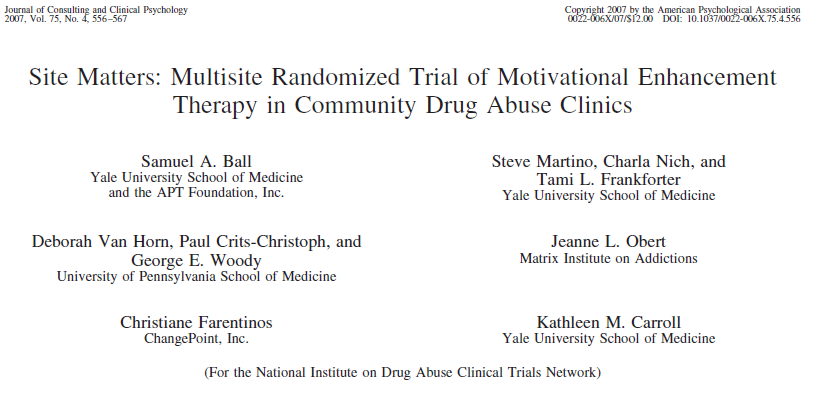 Journal of Consulting and Clinical Psychology
2007, Vol. 75, No. 4, 556–567
Copyright 2007 by the American Psychological Association
0022-006X/07/$12.00 DOI: 10.1037/0022-006X.75.4.556
Site Matters: Multisite Randomized Trial of Motivational Enhancement
Therapy in Community Drug Abuse Clinics
Samuel A. Ball
Yale University School of Medicine
and the APT Foundation, Inc.
Steve Martino, Charla Nich, and
Tami L. Frankforter
Yale University School of Medicine
Deborah Van Horn, Paul Crits-Christoph, and
George E. Woody
University of Pennsylvania School of Medicine
Jeanne L. Obert
Matrix Institute on Addictions
Christiane Farentinos
ChangePoint, Inc.
Kathleen M. Carroll
Yale University School of Medicine
(For the National Institute on Drug Abuse Clinical Trials Network)